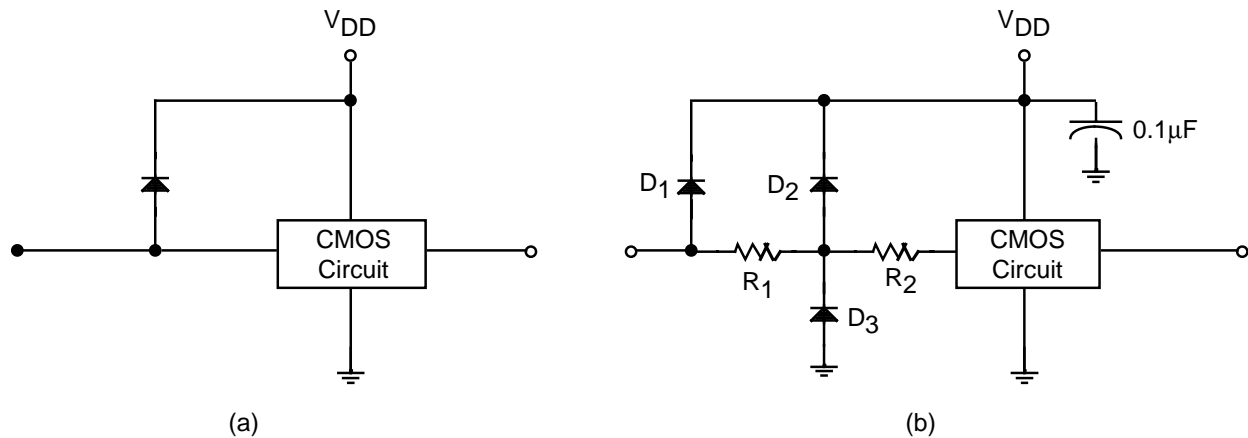 VDD
CMOS
Circuit
(a)
VDD
0.1μF
D1
D2
CMOS
Circuit
R1
R2
D3
(b)